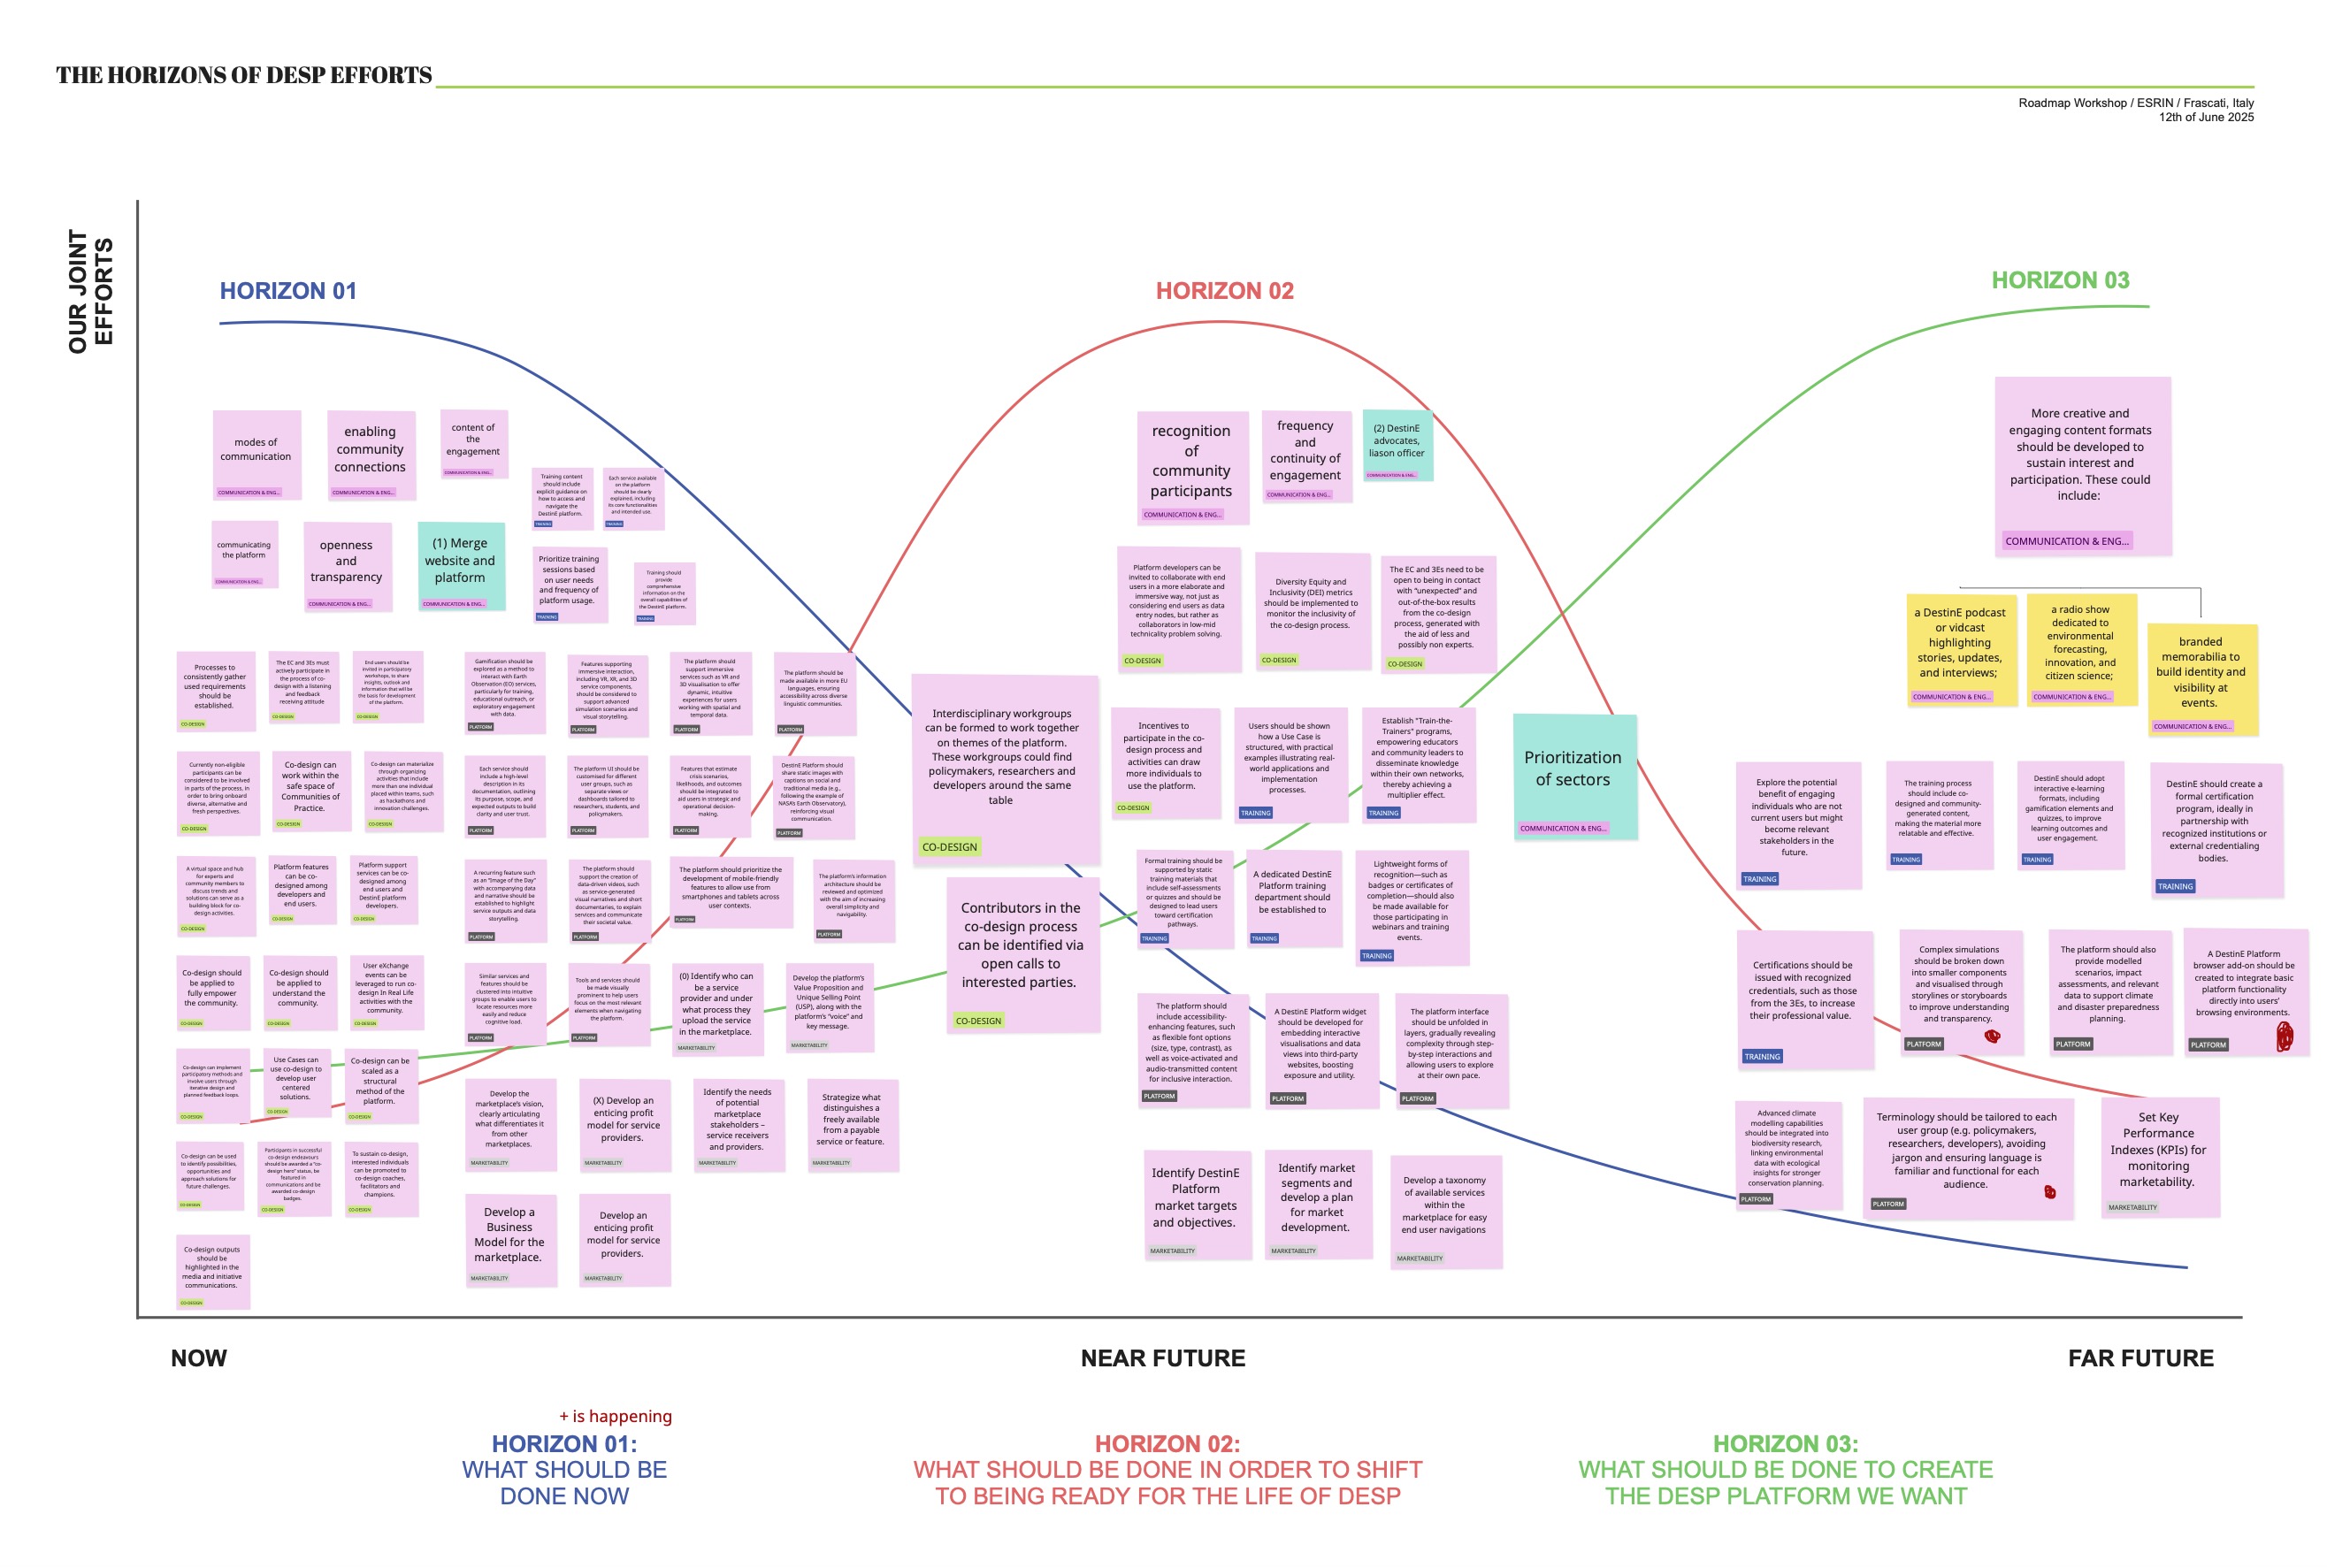 THE HORIZONS OF DESP EFFORTS
Roadmap Workshop / ESRIN / Frascati, Italy
12th of June 2025
OUR JOINT
EFFORTS
HORIZON 01
HORIZON 02
HORIZON 03
modes of
communication
COMMUNICATION & ENG...
enabling
community
connections
COMMUNICATION & ENG...
content of
the
engagement
COMMUNICATION & ENG...
Training content
should include
explicit guidance on
how to access and
navigate the
DestinE platform.
TRAINING
Each service available
on the platform
should be clearly
explained, including
its core functionalities
and intended use.
TRAINING
communicating
the platform
COMMUNICATION & ENG...
openness
and
transparency
COMMUNICATION & ENG...
(1) Merge
website and
platform
COMMUNICATION & ENG...
Prioritize training
sessions based
on user needs
and frequency of
platform usage.
TRAINING
Training should
provide
comprehensive
information on the
overall capabilities of
the DestinE platform.
TRAINING
Processes to
consistently gather
used requirements
should be
established.
CO-DESIGN
The EC and 3Es must
actively participate in
the process of co-
design with a listening
and feedback
receiving attitude
CO-DESIGN
End users should be
invited in participatory
workshops, to share
insights, outlook and
information that will be
the basis for development
of the platform.
CO-DESIGN
Gamification should be
explored as a method to
interact with Earth
Observation (EO) services,
particularly for training,
educational outreach, or
exploratory engagement
with data.
PLATFORM
Features supporting
immersive interaction,
including VR, XR, and 3D
service components,
should be considered to
support advanced
simulation scenarios and
visual storytelling.
PLATFORM
The platform should
support immersive
services such as VR and
3D visualisation to offer
dynamic, intuitive
experiences for users
working with spatial and
temporal data.
PLATFORM
The platform should be
made available in more EU
languages, ensuring
accessibility across diverse
linguistic communities.
PLATFORM
Currently non-eligible
participants can be
considered to be involved
in parts of the process, in
order to bring onboard
diverse, alternative and
fresh perspectives.
CO-DESIGN
Co-design can
work within the
safe space of
Communities of
Practice.
CO-DESIGN
Co-design can materialize
through organizing
activities that include
more than one individual
placed within teams, such
as hackathons and
innovation challenges.
CO-DESIGN
Each service should
include a high-level
description in its
documentation, outlining
its purpose, scope, and
expected outputs to build
clarity and user trust.
PLATFORM
The platform UI should be
customised for different
user groups, such as
separate views or
dashboards tailored to
researchers, students, and
policymakers.
PLATFORM
Features that estimate
crisis scenarios,
likelihoods, and outcomes
should be integrated to
aid users in strategic and
operational decision-
making.
PLATFORM
DestinE Platform should
share static images with
captions on social and
traditional media (e.g.,
following the example of
NASA's Earth Observatory),
reinforcing visual
communication.
PLATFORM
A virtual space and hub
for experts and
community members to
discuss trends and
solutions can serve as a
building block for co-
design activities.
CO-DESIGN
Platform features
can be co-
designed among
developers and
end users.
CO-DESIGN
Platform support
services can be co-
designed among
end users and
DestinE platform
developers.
CO-DESIGN
A recurring feature such
as an "Image of the Day"
with accompanying data
and narrative should be
established to highlight
service outputs and data
storytelling.
PLATFORM
The platform should
support the creation of
data-driven videos, such
as service-generated
visual narratives and short
documentaries, to explain
services and communicate
their societal value.
PLATFORM
The platform should prioritize the
development of mobile-friendly
features to allow use from
smartphones and tablets across
user contexts.
PLATFORM
The platform's information
architecture should be
reviewed and optimized
with the aim of increasing
overall simplicity and
navigability.
PLATFORM
Co-design should
be applied to
fully empower
the community.
CO-DESIGN
Co-design should
be applied to
understand the
community.
CO-DESIGN
User eXchange
events can be
leveraged to run co-
design In Real Life
activities with the
community.
CO-DESIGN
Similar services and
features should be
clustered into intuitive
groups to enable users to
locate resources more
easily and reduce
cognitive load.
PLATFORM
Tools and services should
be made visually
prominent to help users
focus on the most relevant
elements when navigating
the platform.
PLATFORM
(0) Identify who can
be a service
provider and under
what process they
upload the service
in the marketplace.
MARKETABILITY
Develop the platform's
Value Proposition and
Unique Selling Point
(USP), along with the
platform's "voice" and
key message.
MARKETABILITY
Co-design can implement
participatory methods and
involve users through
iterative design and
planned feedback loops.
CO-DESIGN
Use Cases can
use co-design to
develop user
centered
solutions.
CO-DESIGN
Co-design can be
scaled as a
structural
method of the
platform.
CO-DESIGN
Develop the
marketplace's vision,
clearly articulating
what differentiates it
from other
marketplaces.
MARKETABILITY
(X) Develop an
enticing profit
model for service
providers.
MARKETABILITY
Identify the needs
of potential
marketplace
stakeholders –
service receivers
and providers.
MARKETABILITY
Strategize what
distinguishes a
freely available
from a payable
service or feature.
MARKETABILITY
Co-design can be used
to identify possibilities,
opportunities and
approach solutions for
future challenges.
CO-DESIGN
Participants in successful
co-design endeavours
should be awarded a "co-
design hero" status, be
featured in
communications and be
awarded co-design
badges.
CO-DESIGN
To sustain co-design,
interested individuals
can be promoted to
co-design coaches,
facilitators and
champions.
CO-DESIGN
Develop a
Business
Model for the
marketplace.
MARKETABILITY
Develop an
enticing profit
model for service
providers.
MARKETABILITY
Co-design outputs
should be
highlighted in the
media and initiative
communications.
CO-DESIGN
Interdisciplinary workgroups
can be formed to work together
on themes of the platform.
These workgroups could find
policymakers, researchers and
developers around the same
table
CO-DESIGN
Contributors in the
co-design process
can be identified via
open calls to
interested parties.
CO-DESIGN
recognition
of
community
participants
COMMUNICATION & ENG...
frequency
and
continuity of
engagement
COMMUNICATION & ENG...
(2) DestinE
advocates,
liason officer
COMMUNICATION & ENG...
Platform developers can be
invited to collaborate with end
users in a more elaborate and
immersive way, not just as
considering end users as data
entry nodes, but rather as
collaborators in low-mid
technicality problem solving.
CO-DESIGN
Diversity Equity and
Inclusivity (DEI) metrics
should be implemented to
monitor the inclusivity of
the co-design process.
CO-DESIGN
The EC and 3Es need to be
open to being in contact
with "unexpected" and
out-of-the-box results
from the co-design
process, generated with
the aid of less and
possibly non experts.
CO-DESIGN
Incentives to
participate in the co-
design process and
activities can draw
more individuals to
use the platform.
CO-DESIGN
Users should be shown
how a Use Case is
structured, with practical
examples illustrating real-
world applications and
implementation
processes.
TRAINING
Establish "Train-the-
Trainers" programs,
empowering educators
and community leaders to
disseminate knowledge
within their own networks,
thereby achieving a
multiplier effect.
TRAINING
Prioritization
of sectors
COMMUNICATION & ENG...
Formal training should be
supported by static
training materials that
include self-assessments
or quizzes and should be
designed to lead users
toward certification
pathways.
TRAINING
A dedicated DestinE
Platform training
department should
be established to
TRAINING
Lightweight forms of
recognition—such as
badges or certificates of
completion—should also
be made available for
those participating in
webinars and training
events.
TRAINING
The platform should
include accessibility-
enhancing features, such
as flexible font options
(size, type, contrast), as
well as voice-activated and
audio-transmitted content
for inclusive interaction.
PLATFORM
A DestinE Platform widget
should be developed for
embedding interactive
visualisations and data
views into third-party
websites, boosting
exposure and utility.
PLATFORM
The platform interface
should be unfolded in
layers, gradually revealing
complexity through step-
by-step interactions and
allowing users to explore
at their own pace.
PLATFORM
Identify DestinE
Platform
market targets
and objectives.
MARKETABILITY
Identify market
segments and
develop a plan
for market
development.
MARKETABILITY
Develop a taxonomy
of available services
within the
marketplace for easy
end user navigations
MARKETABILITY
More creative and
engaging content formats
should be developed to
sustain interest and
participation. These could
include:
COMMUNICATION & ENG...
a DestinE podcast
or vidcast
highlighting
stories, updates,
and interviews;
COMMUNICATION & ENG...
a radio show
dedicated to
environmental
forecasting,
innovation, and
citizen science;
COMMUNICATION & ENG...
branded
memorabilia to
build identity and
visibility at
events.
COMMUNICATION & ENG...
Explore the potential
benefit of engaging
individuals who are not
current users but might
become relevant
stakeholders in the
future.
TRAINING
The training process
should include co-
designed and community-
generated content,
making the material more
relatable and effective.
TRAINING
DestinE should adopt
interactive e-learning
formats, including
gamification elements and
quizzes, to improve
learning outcomes and
user engagement.
TRAINING
DestinE should create a
formal certification
program, ideally in
partnership with
recognized institutions or
external credentialing
bodies.
TRAINING
Certifications should be
issued with recognized
credentials, such as those
from the 3Es, to increase
their professional value.
TRAINING
Complex simulations
should be broken down
into smaller components
and visualised through
storylines or storyboards
to improve understanding
and transparency.
PLATFORM
The platform should also
provide modelled
scenarios, impact
assessments, and relevant
data to support climate
and disaster preparedness
planning.
PLATFORM
A DestinE Platform
browser add-on should be
created to integrate basic
platform functionality
directly into users'
browsing environments.
PLATFORM
Advanced climate
modelling capabilities
should be integrated into
biodiversity research,
linking environmental
data with ecological
insights for stronger
conservation planning.
PLATFORM
Terminology should be tailored to each
user group (e.g. policymakers,
researchers, developers), avoiding
jargon and ensuring language is
familiar and functional for each
audience.
PLATFORM
Set Key
Performance
Indexes (KPIs) for
monitoring
marketability.
MARKETABILITY
NOW
NEAR FUTURE
FAR FUTURE
+ is happening
HORIZON 01:
WHAT SHOULD BE
DONE NOW
HORIZON 02:
WHAT SHOULD BE DONE IN ORDER TO SHIFT
TO BEING READY FOR THE LIFE OF DESP
HORIZON 03:
WHAT SHOULD BE DONE TO CREATE
THE DESP PLATFORM WE WANT